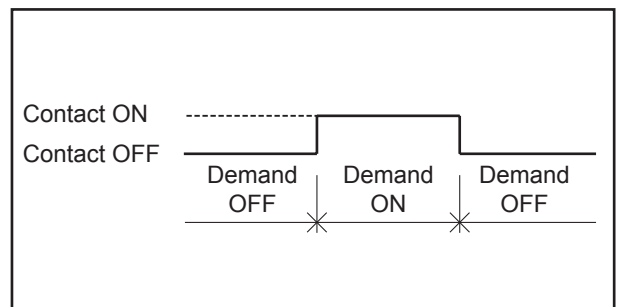 Contact ON
Contact OFF
Demand OFF
Demand ON
Demand OFF